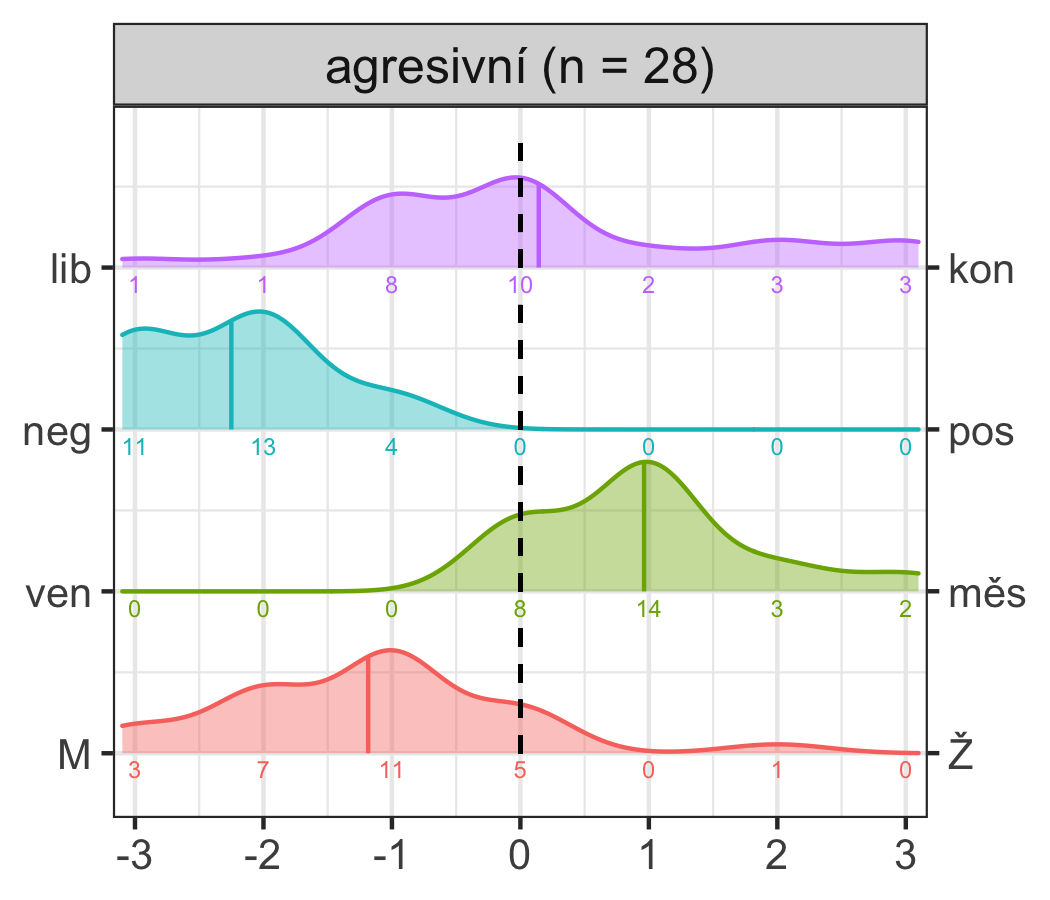 agresivní (n = 28)
lib kon
1 1 8 10 2 3 3
neg pos
11 13 4 0 0 0 0
ven měs
0 0 0 8 14 3 2
M Ž
3 7 11 5 0 1 0
-3 -2 -1 0 1 2 3